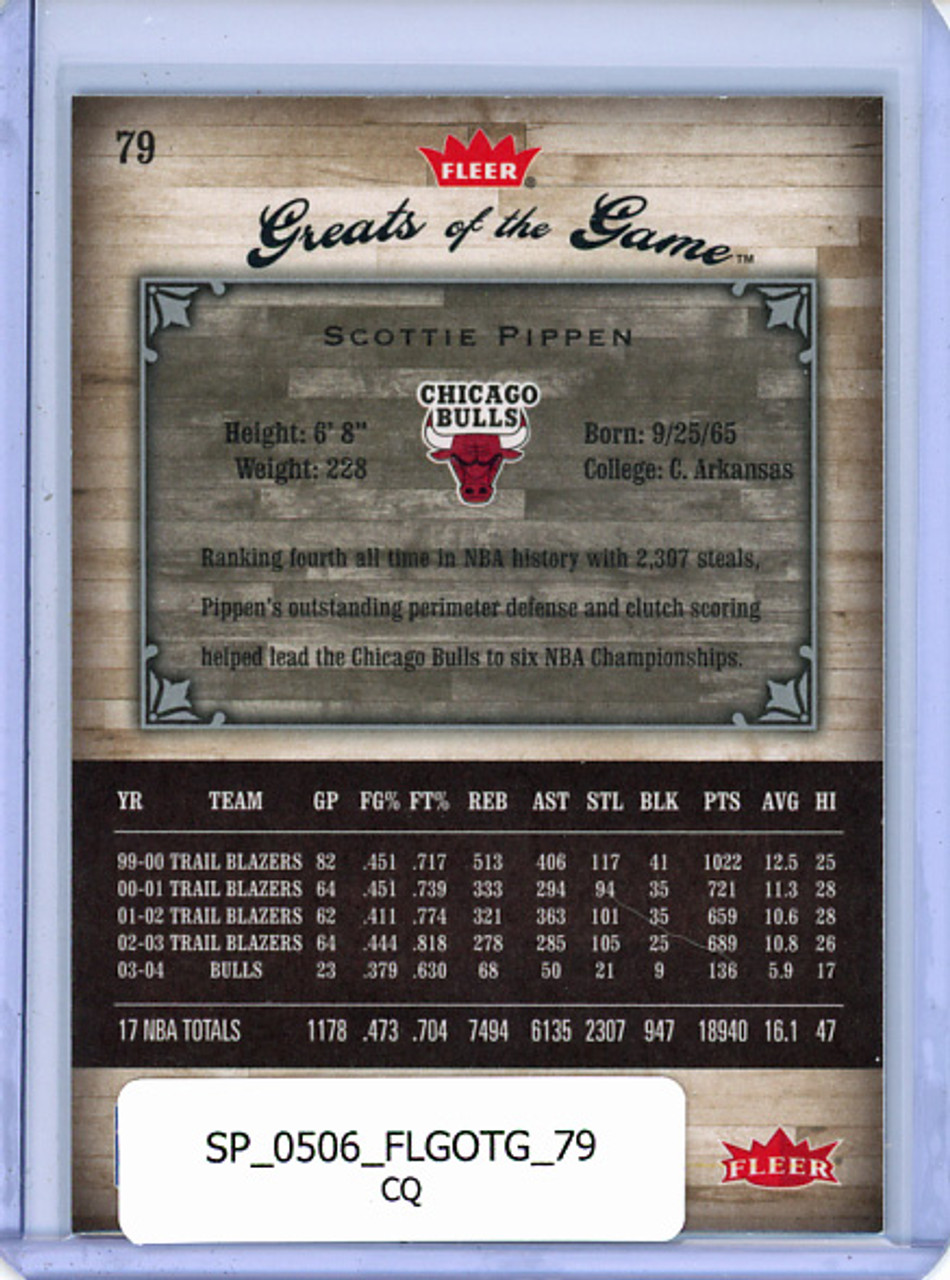 79
FLEER
Greats of the Game™
SCOTTIE PIPPEN
CHICAGO
BULLS
Height: 6' 8" Born: 9/25/65
Weight: 228 College: C. Arkansas
Ranking fourth all time in NBA history with 2,307 steals,
Pippen's outstanding perimeter defense and clutch scoring
helped lead the Chicago Bulls to six NBA Championships.
YR TEAM GP FG% FT% REB AST STL BLK PTS AVG HI
99-00 TRAIL BLAZERS 82 .451 .717 513 406 117 41 1022 12.5 25
00-01 TRAIL BLAZERS 64 .451 .739 333 294 94 35 721 11.3 28
01-02 TRAIL BLAZERS 62 .411 .774 321 363 101 35 659 10.6 28
02-03 TRAIL BLAZERS 64 .444 .818 278 285 105 25 689 10.8 26
03-04 BULLS 23 .379 .630 68 50 21 9 136 5.9 17
17 NBA TOTALS 1178 .473 .704 7494 6135 2307 947 18940 16.1 47
SP_0506_FLGOTG_79
CQ
FLEER